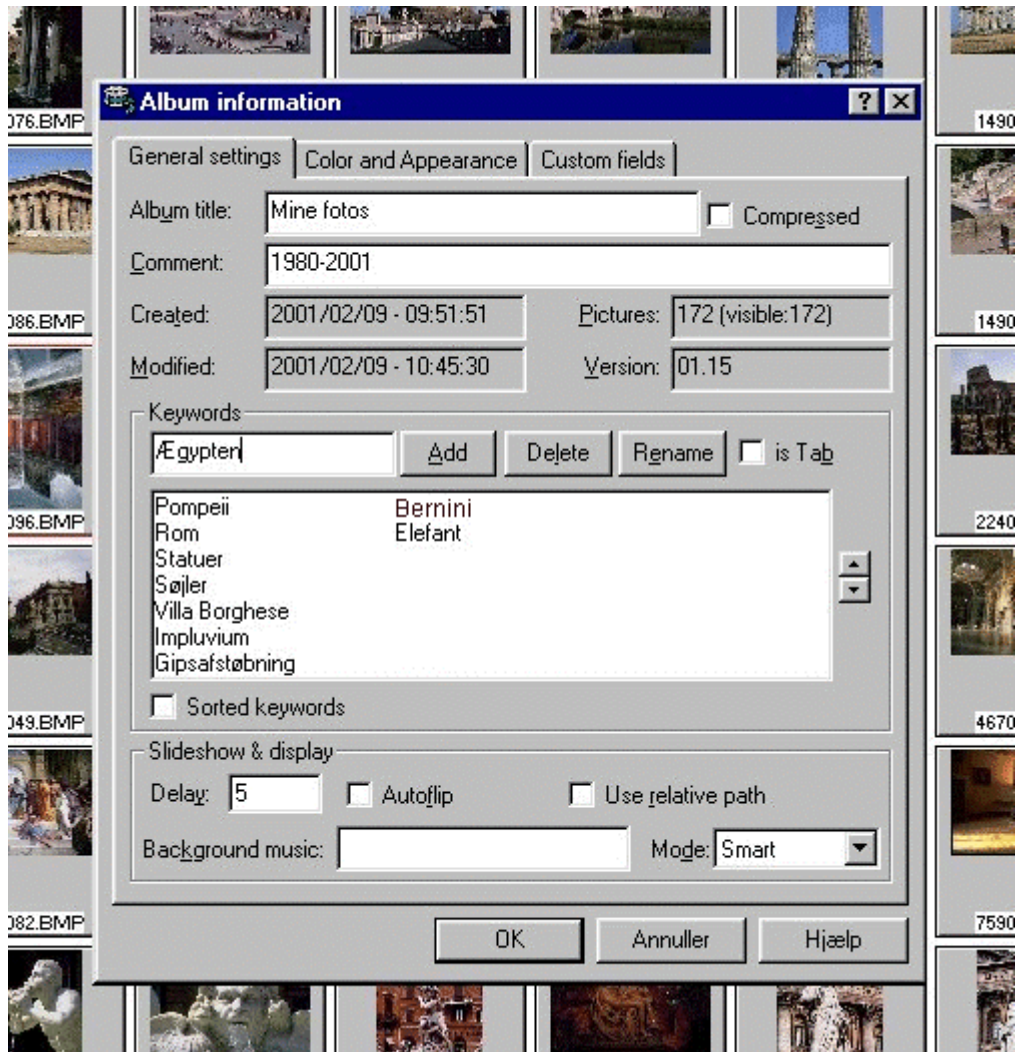 Album information
General settings Color and Appearance Custom fields
Album title: Mine fotos Compressed
Comment: 1980-2001
Created: 2001/02/09 - 09:51:51 Pictures: 172 (visible:172)
Modified: 2001/02/09 - 10:45:30 Version: 01.15
Keywords
Ægypten Add Delete Rename is Tab
Pompeii Bernini
Rom Elefant
Statuer
Søjler
Villa Borghese
Impluvium
Gipsafstøbning
Sorted keywords
Slideshow & display
Delay: 5 Autoflip Use relative path
Background music: Mode: Smart
OK Annuller Hjælp
076.BMP 1490
086.BMP 1490
096.BMP 2240
049.BMP 4670
082.BMP 7590